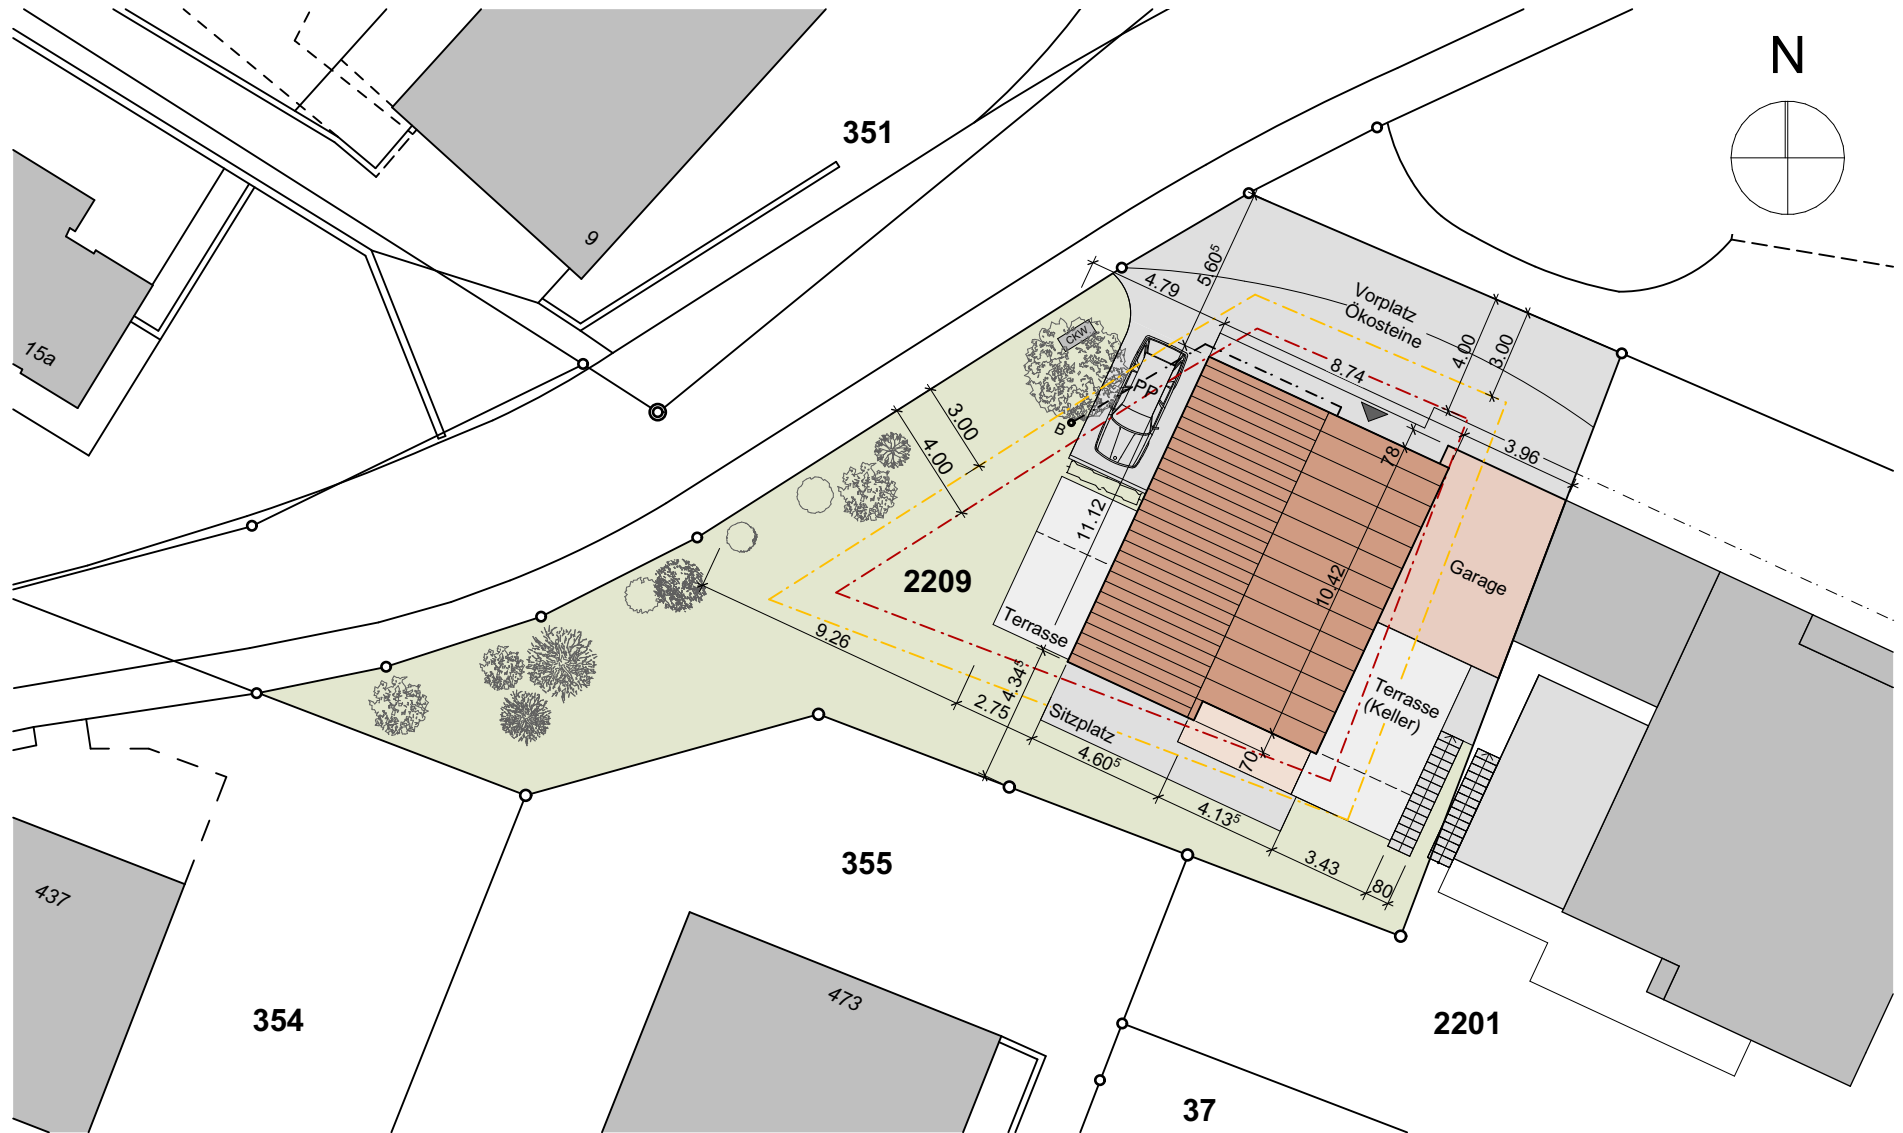 N
351
9
15a
5.60⁵
4.79
Vorplatz
Ökosteine
4.00
3.00
CKW
8.74
PP
3.00
4.00
B
78
3.96
11.12
2209
10.42
Garage
Terrasse
9.26
4.34⁵
2.75
Sitzplatz
Terrasse
(Keller)
4.60⁵
70
4.13⁵
3.43
80
355
437
473
354
2201
37